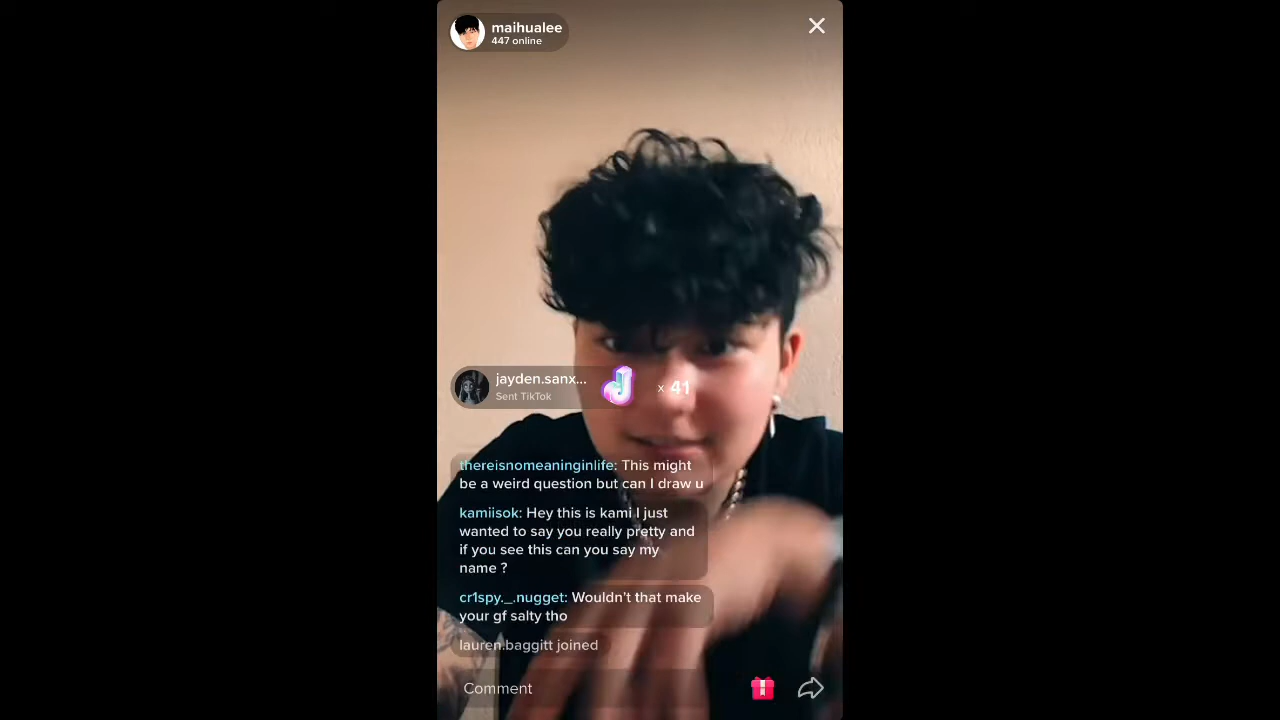 maihualee
447 online
jayden.sanx...
Sent TikTok
x 41
thereisnomeaninginlife: This might
be a weird question but can I draw u
kamiisok: Hey this is kami I just
wanted to say you really pretty and
if you see this can you say my
name ?
cr1spy._.nugget: Wouldn't that make
your gf salty tho
lauren.baggitt joined
Comment